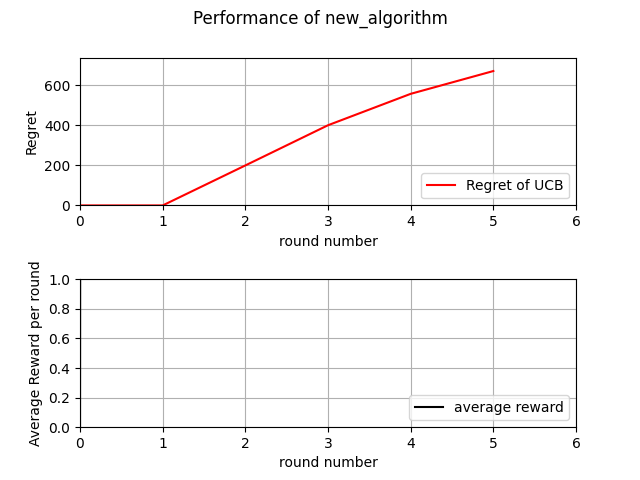 Performance of new_algorithm
Regret
600
400
200
0
0 1 2 3 4 5 6
Regret of UCB
round number
Average Reward per round
1.0
0.8
0.6
0.4
0.2
0.0
0 1 2 3 4 5 6
average reward
round number